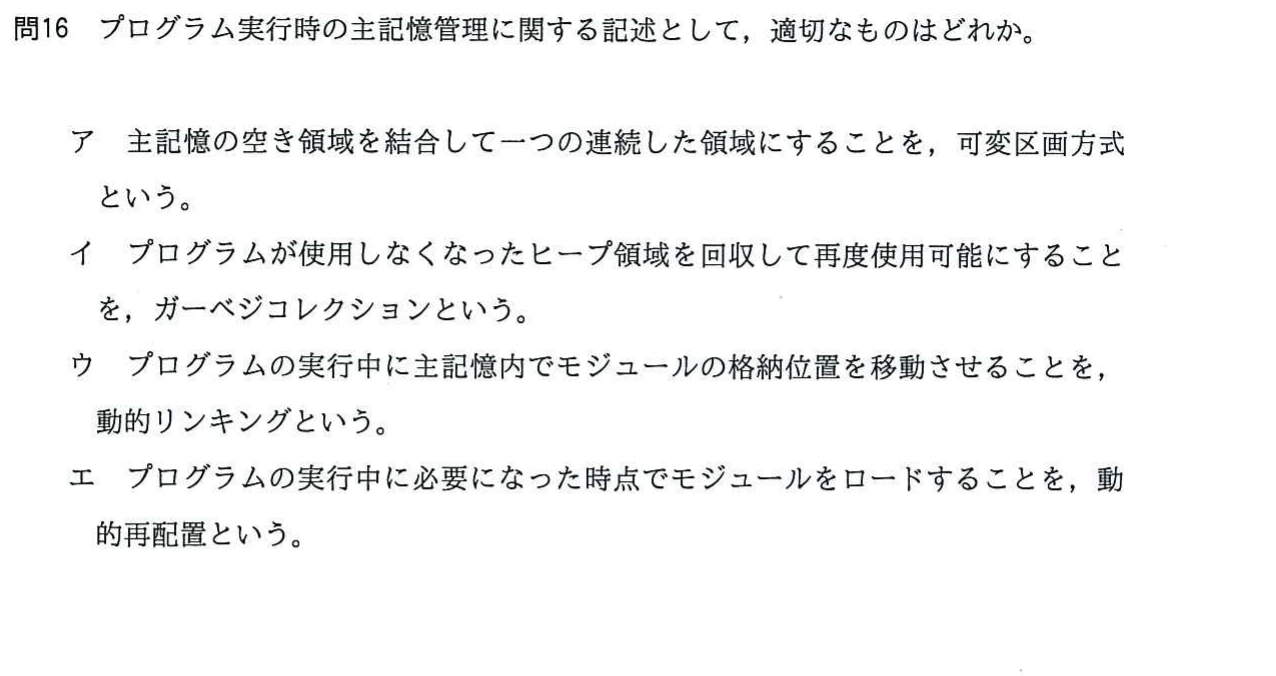 問16 プログラム実行時の主記憶管理に関する記述として，適切なものはどれか。
ア 主記憶の空き領域を結合して一つの連続した領域にすることを，可変区画方式
という。
イ プログラムが使用しなくなったヒープ領域を回収して再度使用可能にすること
を，ガーベジコレクションという。
ウ プログラムの実行中に主記憶内でモジュールの格納位置を移動させることを，
動的リンキングという。
エ プログラムの実行中に必要になった時点でモジュールをロードすることを，動
的再配置という。